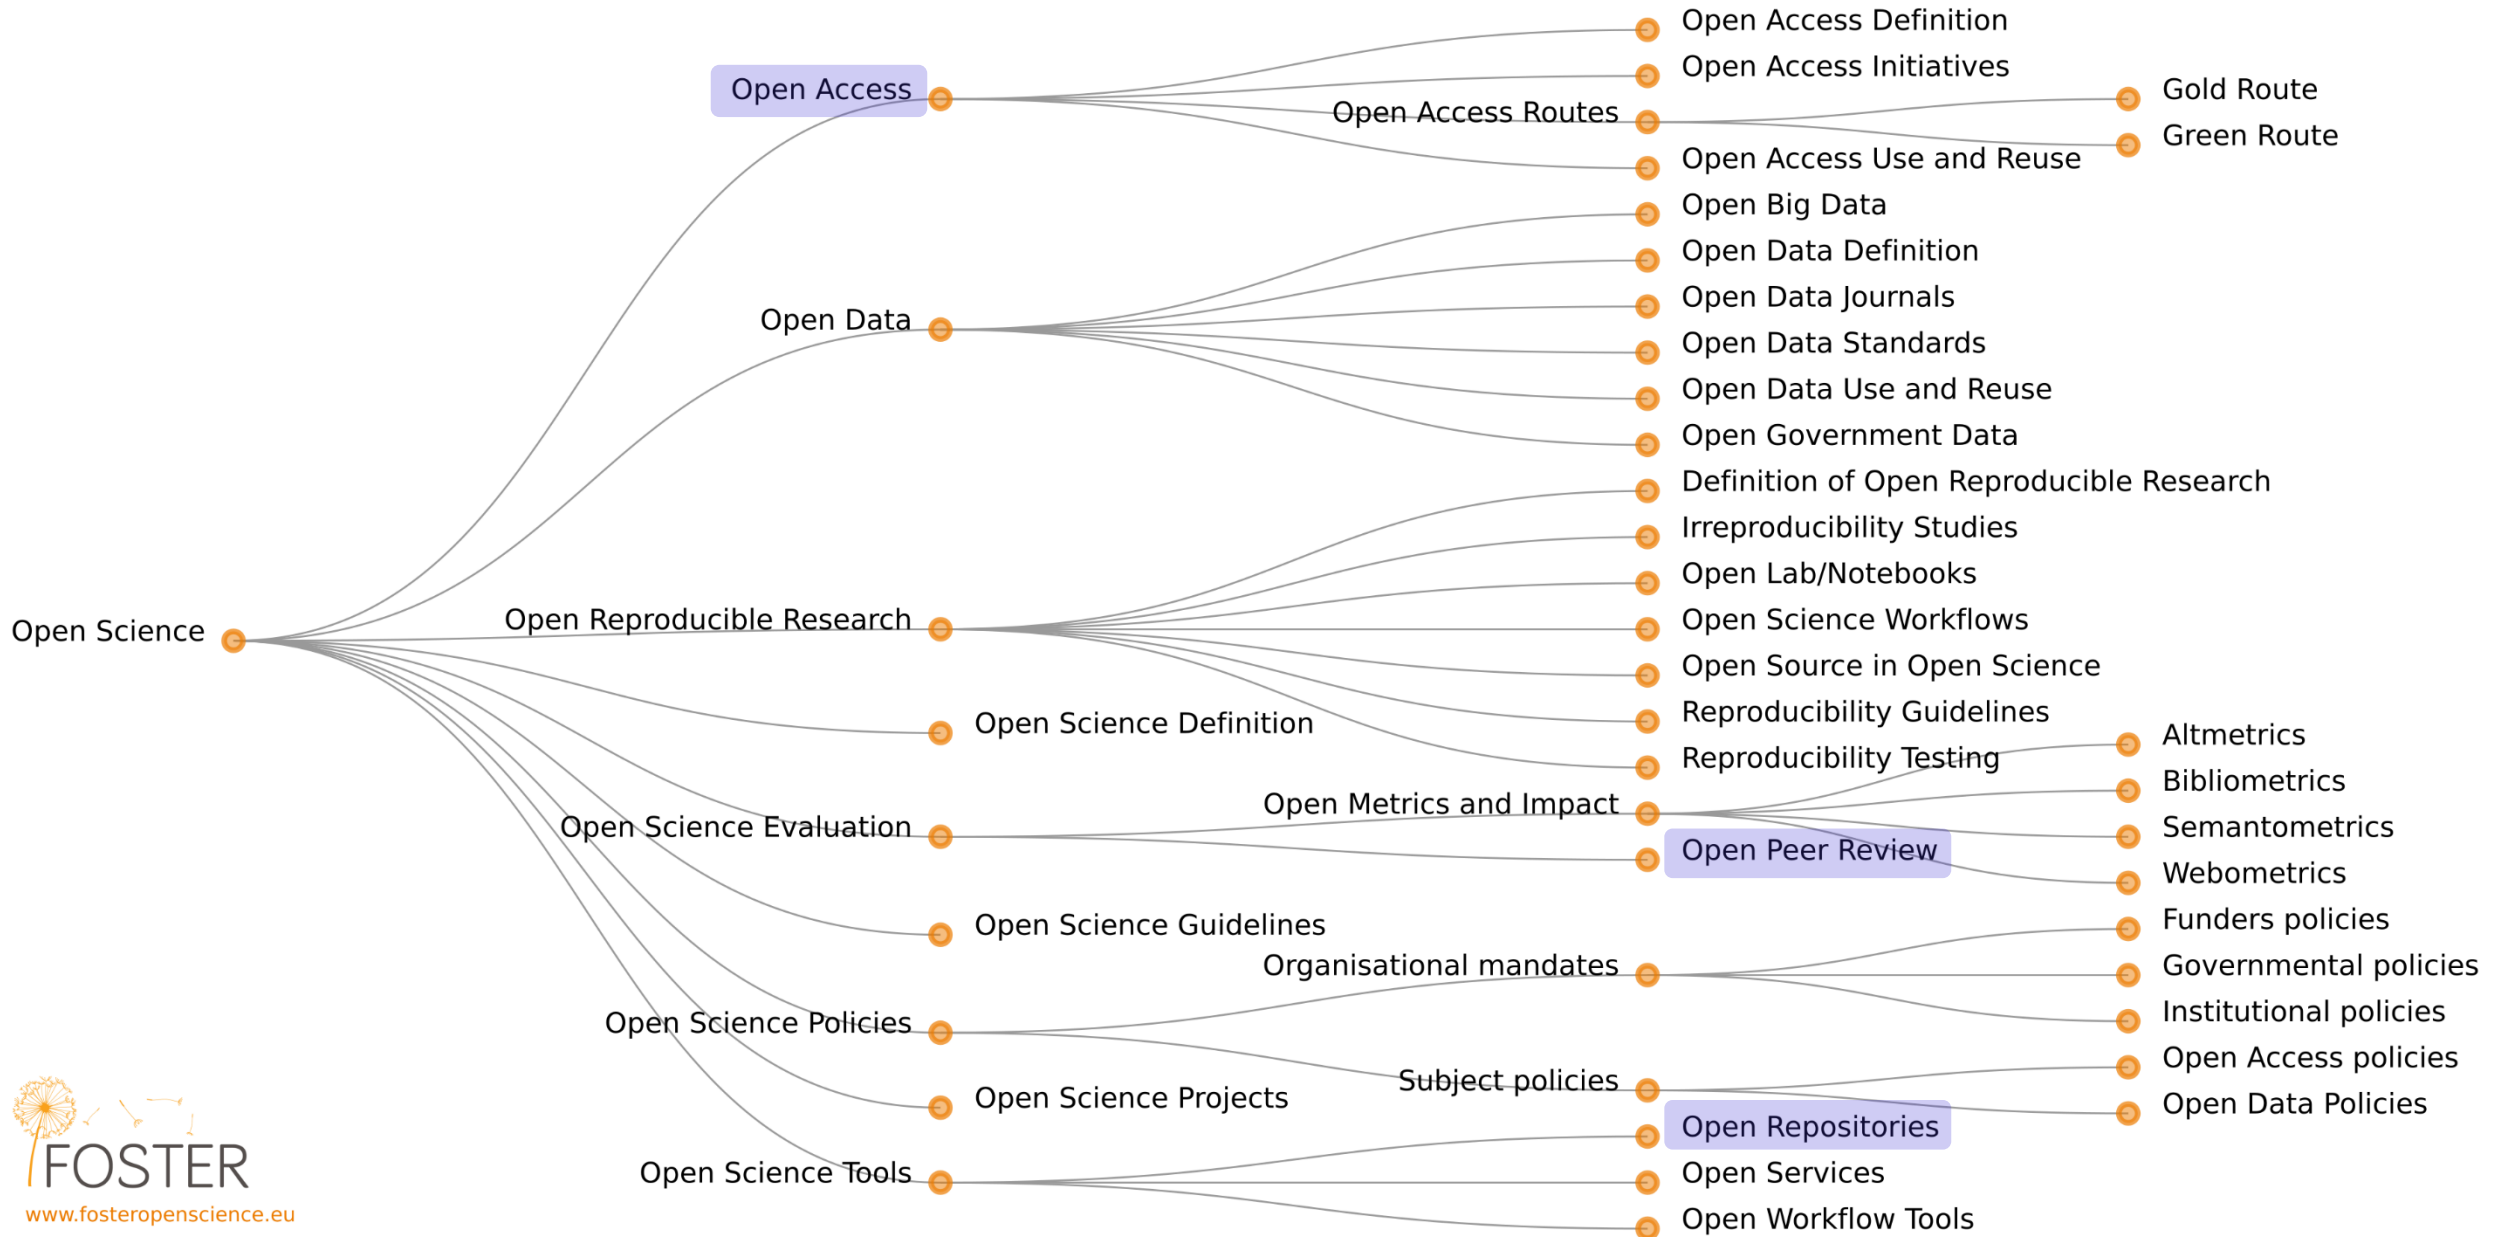 Open Access Definition
Open Access Initiatives
Open Access
Open Access Routes
Gold Route
Green Route
Open Access Use and Reuse
Open Big Data
Open Data Definition
Open Data Journals
Open Data
Open Data Standards
Open Data Use and Reuse
Open Government Data
Definition of Open Reproducible Research
Irreproducibility Studies
Open Lab/Notebooks
Open Science
Open Reproducible Research
Open Science Workflows
Open Source in Open Science
Reproducibility Guidelines
Reproducibility Testing
Open Science Definition
Open Science Evaluation
Open Metrics and Impact
Altmetrics
Bibliometrics
Semantometrics
Webometrics
Open Peer Review
Open Science Guidelines
Open Science Policies
Organisational mandates
Funders policies
Governmental policies
Institutional policies
Subject policies
Open Access policies
Open Data Policies
Open Science Projects
Open Science Tools
Open Repositories
Open Services
Open Workflow Tools
FOSTER
www.fosteropenscience.eu